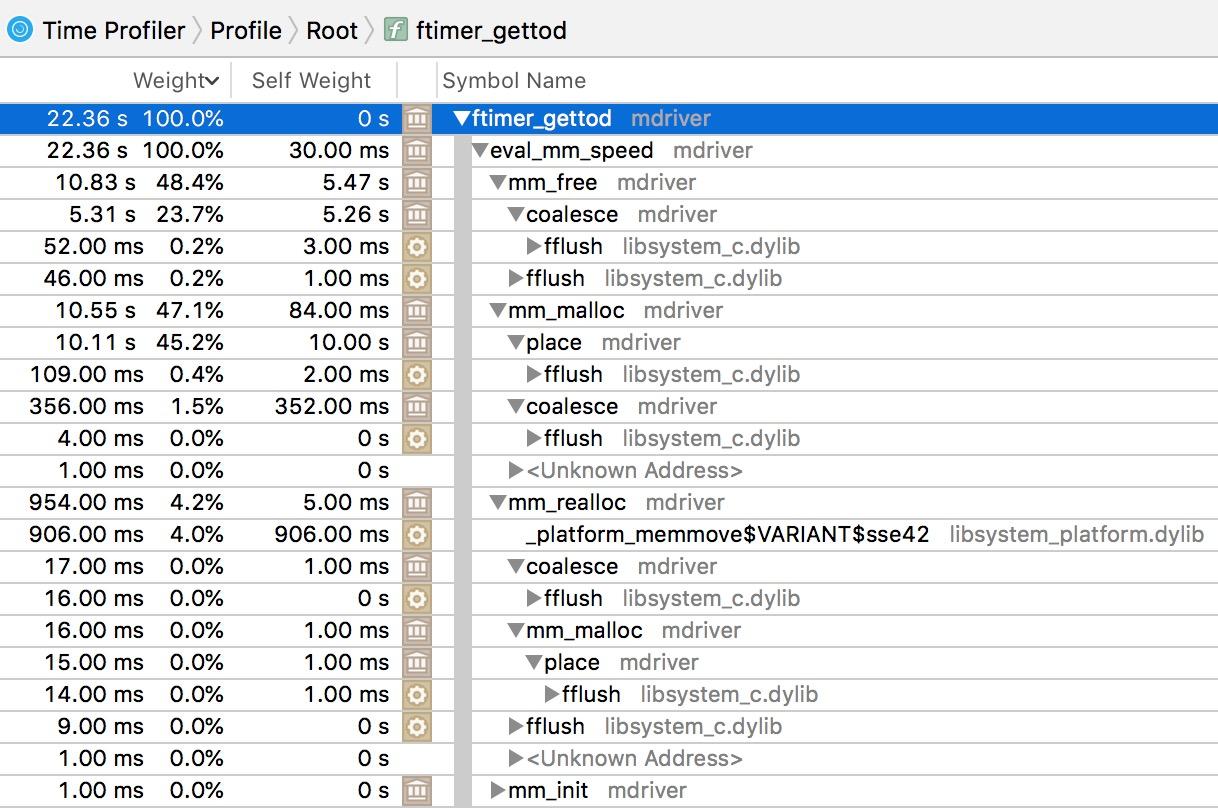 Time Profiler Profile Root f ftimer_gettod
Weight Self Weight Symbol Name
22.36 s 100.0% 0 s ftimer_gettod mdriver
22.36 s 100.0% 30.00 ms eval_mm_speed mdriver
10.83 s 48.4% 5.47 s mm_free mdriver
5.31 s 23.7% 5.26 s coalesce mdriver
52.00 ms 0.2% 3.00 ms fflush libsystem_c.dylib
46.00 ms 0.2% 1.00 ms fflush libsystem_c.dylib
10.55 s 47.1% 84.00 ms mm_malloc mdriver
10.11 s 45.2% 10.00 s place mdriver
109.00 ms 0.4% 2.00 ms fflush libsystem_c.dylib
356.00 ms 1.5% 352.00 ms coalesce mdriver
4.00 ms 0.0% 0 s fflush libsystem_c.dylib
1.00 ms 0.0% 0 s <Unknown Address>
954.00 ms 4.2% 5.00 ms mm_realloc mdriver
906.00 ms 4.0% 906.00 ms _platform_memmove$VARIANT$sse42 libsystem_platform.dylib
17.00 ms 0.0% 1.00 ms coalesce mdriver
16.00 ms 0.0% 0 s fflush libsystem_c.dylib
16.00 ms 0.0% 1.00 ms mm_malloc mdriver
15.00 ms 0.0% 1.00 ms place mdriver
14.00 ms 0.0% 1.00 ms fflush libsystem_c.dylib
9.00 ms 0.0% 0 s fflush libsystem_c.dylib
1.00 ms 0.0% 0 s <Unknown Address>
1.00 ms 0.0% 0 s mm_init mdriver